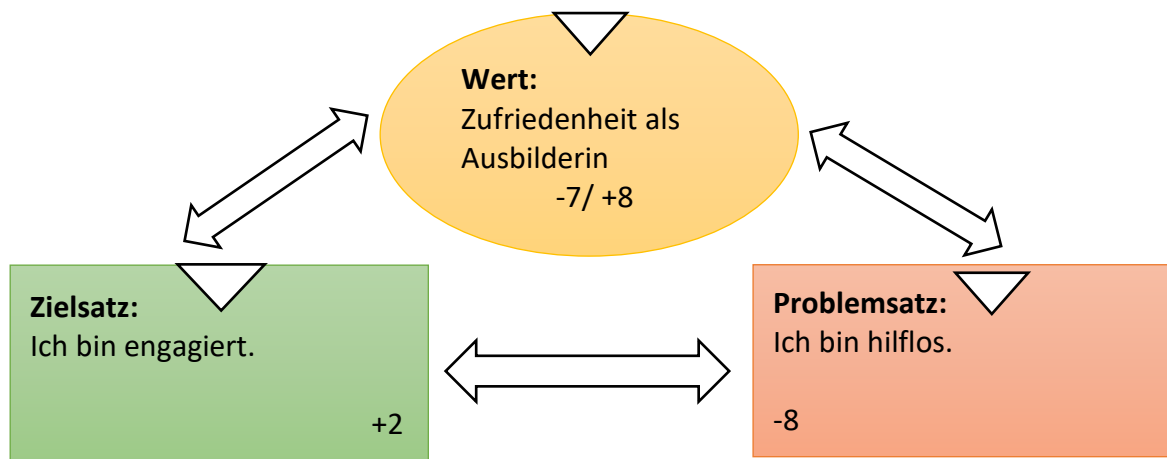 Wert:
Zufriedenheit als
Ausbilderin
-7/ +8
Zielsatz:
Ich bin engagiert.
+2
Problemsatz:
Ich bin hilflos.
-8